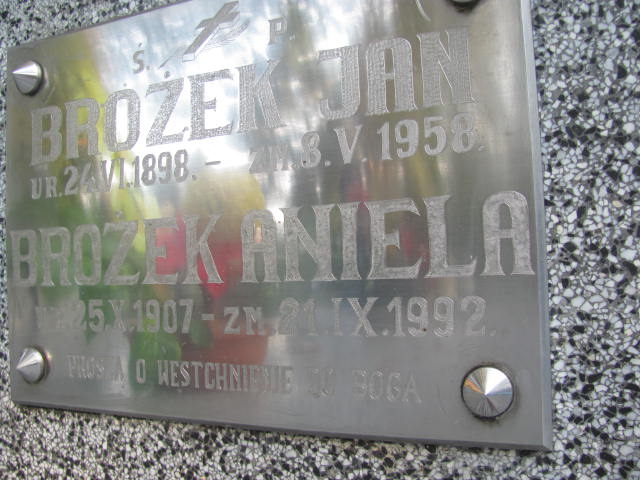 Ś. P
BROŻEK JAN
UR. 24.VI.1898. - ZM. 8.V 1958.
BROŻEK ANIELA
UR. 25.X.1907 - ZM. 21 IX.1992.
PROSZĄ O WESTCHNIENIE DO BOGA